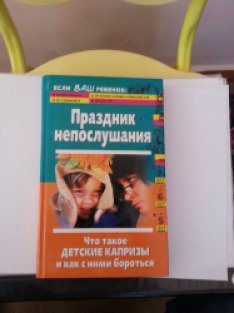 ЕСЛИ ВАШ РЕБЕНОК:
Праздник
непослушания
Что такое
ДЕТСКИЕ КАПРИЗЫ
и как с ними бороться